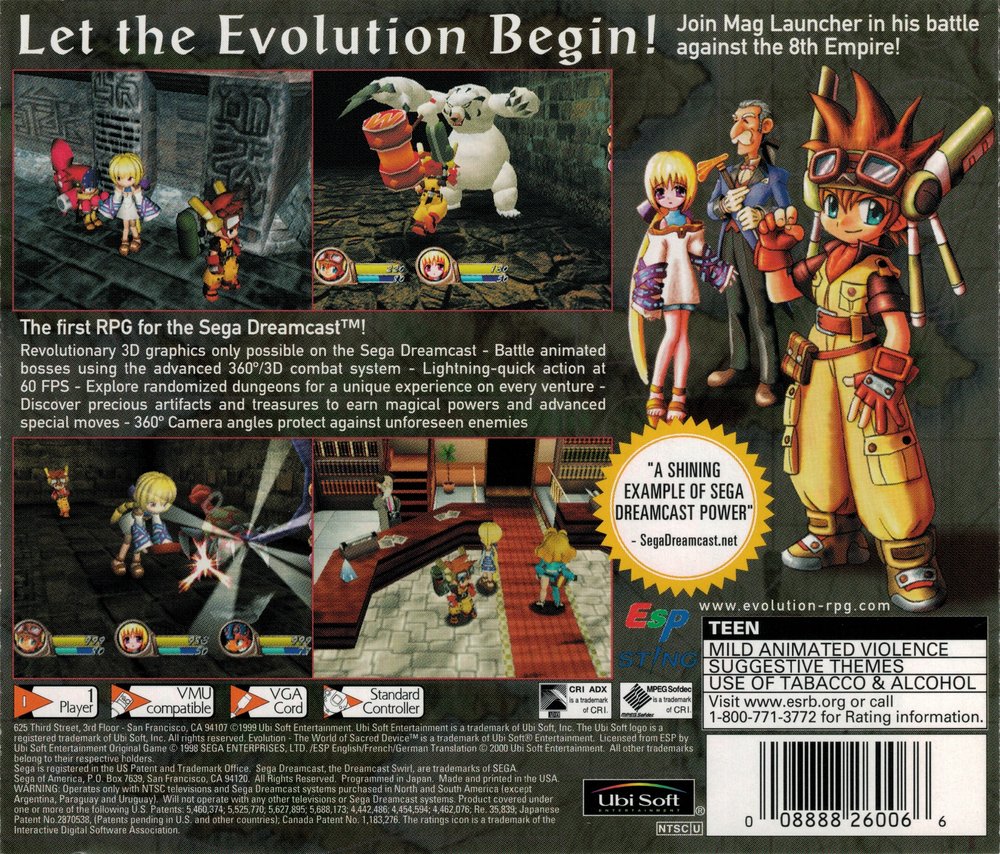 Let the Evolution Begin!
Join Mag Launcher in his battle
against the 8th Empire!
The first RPG for the Sega Dreamcast™!
Revolutionary 3D graphics only possible on the Sega Dreamcast - Battle animated
bosses using the advanced 360°/3D combat system - Lightning-quick action at
60 FPS - Explore randomized dungeons for a unique experience on every venture -
Discover precious artifacts and treasures to earn magical powers and advanced
special moves - 360° Camera angles protect against unforeseen enemies
"A SHINING
EXAMPLE OF SEGA
DREAMCAST POWER"
- SegaDreamcast.net
Esp
STING
www.evolution-rpg.com
TEEN
MILD ANIMATED VIOLENCE
SUGGESTIVE THEMES
USE OF TABACCO & ALCOHOL
Visit www.esrb.org or call
1-800-771-3772 for Rating information.
1
Player
VMU
compatible
VGA
Cord
Standard
Controller
CRI ADX
is a trademark
of CRI.
MPEG Sofdec
is a trademark
of CRI.
625 Third Street, 3rd Floor - San Francisco, CA 94107 ©1999 Ubi Soft Entertainment. Ubi Soft Entertainment is a trademark of Ubi Soft, Inc. The Ubi Soft logo is a
registered trademark of Ubi Soft, Inc. All rights reserved. Evolution - The World of Sacred Device™ is a trademark of Ubi Soft® Entertainment. Licensed from ESP by
Ubi Soft Entertainment Original Game © 1998 SEGA ENTERPRISES, LTD. /ESP English/French/German Translation © 2000 Ubi Soft, Inc. All other trademarks
belong to their respective holders.
Sega is registered in the US Patent and Trademark Office. Sega Dreamcast, the Dreamcast Swirl, are trademarks of SEGA.
Sega of America, P.O. Box 7639, San Francisco, CA 94120. All Rights Reserved. Programmed in Japan. Made and printed in the USA.
WARNING: Operates only with NTSC televisions and Sega Dreamcast systems purchased in North and South America (except
Argentina, Paraguay and Uruguay). Will not operate with any other televisions or Sega Dreamcast systems. Product covered under
one or more of the following U.S. Patents: 5,460,374; 5,525,770; 5,627,895; 5,688,173; 4,442,486; 4,454,594; 4,462,076; Re. 35,839; Japanese
Patent No.2870538, (Patents pending in U.S. and other countries); Canada Patent No. 1,183,276. The ratings icon is a trademark of the
Interactive Digital Software Association.
Ubi Soft
ENTERTAINMENT
®
NTSC U
0 08888 26006 6